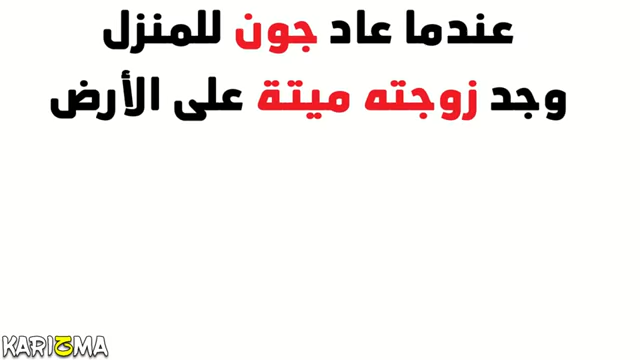 عندما عاد جون للمنزل
وجد زوجته ميتة على الأرض
KARIZMA